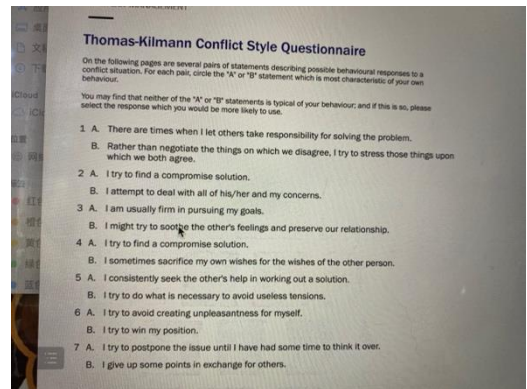 Thomas-Kilmann Conflict Style Questionnaire
On the following pages are several pairs of statements describing possible behavioural responses to a
conflict situation. For each pair, circle the "A" or "B" statement which is most characteristic of your own
behaviour.
You may find that neither of the "A" or "B" statements is typical of your behaviour; and if this is so, please
select the response which you would be more likely to use.
1 A. There are times when I let others take responsibility for solving the problem.
B. Rather than negotiate the things on which we disagree, I try to stress those things upon
which we both agree.
2 A. I try to find a compromise solution.
B. I attempt to deal with all of his/her and my concerns.
3 A. I am usually firm in pursuing my goals.
B. I might try to soothe the other's feelings and preserve our relationship.
4 A. I try to find a compromise solution.
B. I sometimes sacrifice my own wishes for the wishes of the other person.
5 A. I consistently seek the other's help in working out a solution.
B. I try to do what is necessary to avoid useless tensions.
6 A. I try to avoid creating unpleasantness for myself.
B. I try to win my position.
7 A. I try to postpone the issue until I have had some time to think it over.
B. I give up some points in exchange for others.
iCloud